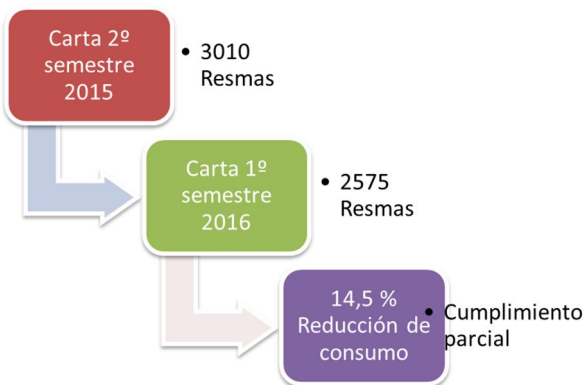 Carta 2º
semestre
2015
• 3010
Resmas
Carta 1º
semestre
2016
• 2575
Resmas
14,5 %
Reducción de
consumo
• Cumplimiento
parcial